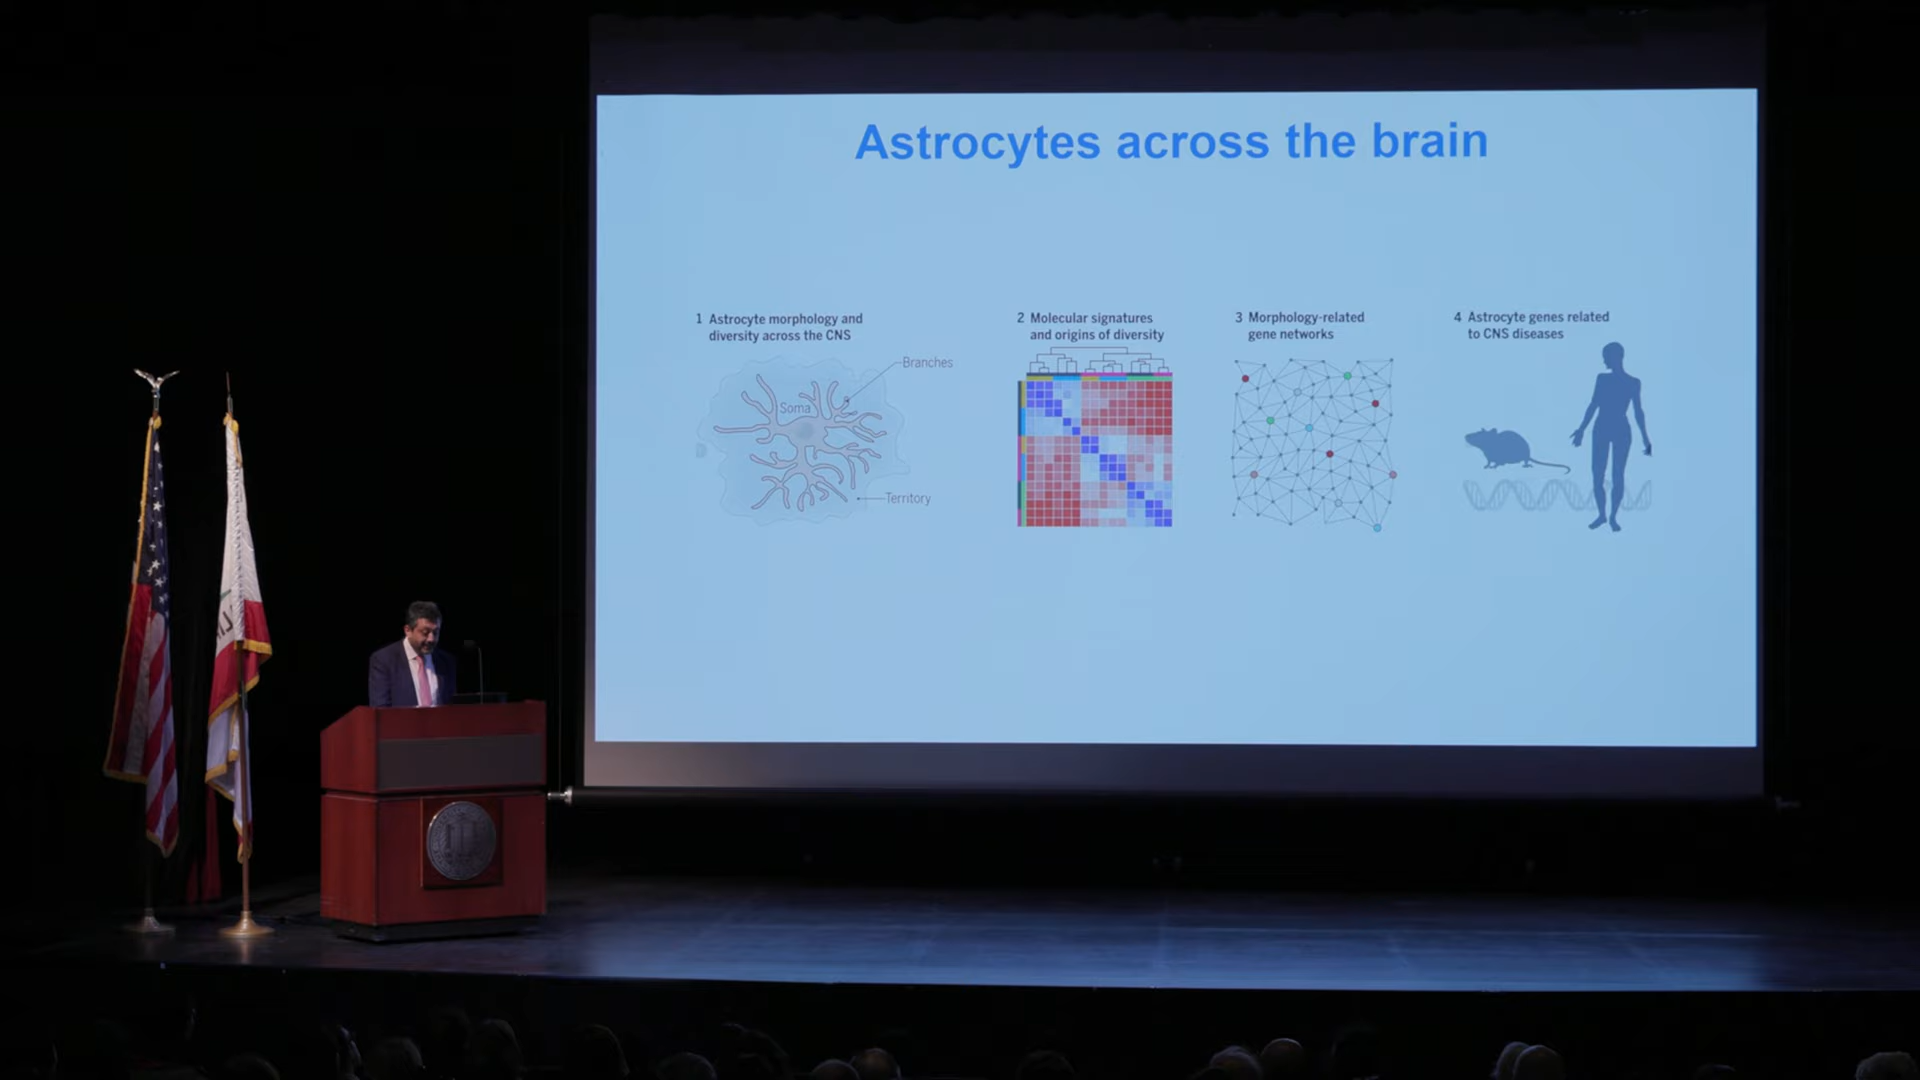 Astrocytes across the brain
1 Astrocyte morphology and
diversity across the CNS
Branches
Soma
Territory
2 Molecular signatures
and origins of diversity
3 Morphology-related
gene networks
4 Astrocyte genes related
to CNS diseases